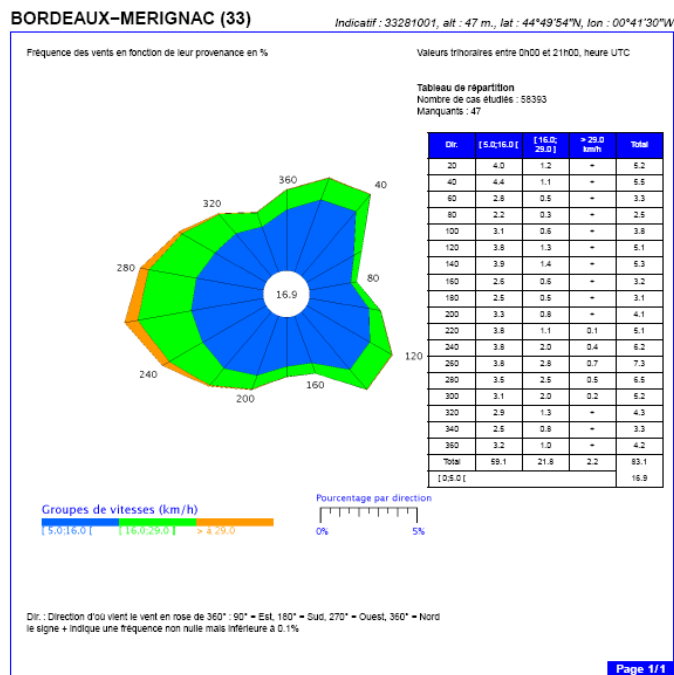 BORDEAUX−MERIGNAC (33)
Indicatif : 33281001, alt : 47 m., lat : 44°49'54"N, lon : 00°41'30"W
Fréquence des vents en fonction de leur provenance en %
Valeurs trihoraires entre 0h00 et 21h00, heure UTC
Tableau de répartition
Nombre de cas étudiés : 58393
Manquants : 47
Dir. [ 5.0;16.0 [ [ 16.0; 29.0 ] > 29.0 km/h Total
20 4.0 1.2 + 5.2
40 4.4 1.1 + 5.5
60 2.8 0.5 + 3.3
80 2.2 0.3 + 2.5
100 3.1 0.6 + 3.8
120 3.8 1.3 + 5.1
140 3.9 1.4 + 5.3
160 2.6 0.6 + 3.2
180 2.5 0.5 + 3.1
200 3.3 0.8 + 4.1
220 3.8 1.1 0.1 5.1
240 3.8 2.0 0.4 6.2
260 3.8 2.8 0.7 7.3
280 3.5 2.5 0.5 6.5
300 3.1 2.0 0.2 5.2
320 2.9 1.3 + 4.3
340 2.5 0.8 + 3.3
360 3.2 1.0 + 4.2
Total 59.1 21.8 2.2 83.1
[ 0;5.0 [ 16.9
360
40
320
280
80
16.9
120
240
160
200
Groupes de vitesses (km/h)
[ 5.0;16.0 [ [ 16.0;29.0 ] > à 29.0
Pourcentage par direction
0% 5%
Dir. : Direction d'où vient le vent en rose de 360° : 90° = Est, 180° = Sud, 270° = Ouest, 360° = Nord
le signe + indique une fréquence non nulle mais inférieure à 0.1%
Page 1/1